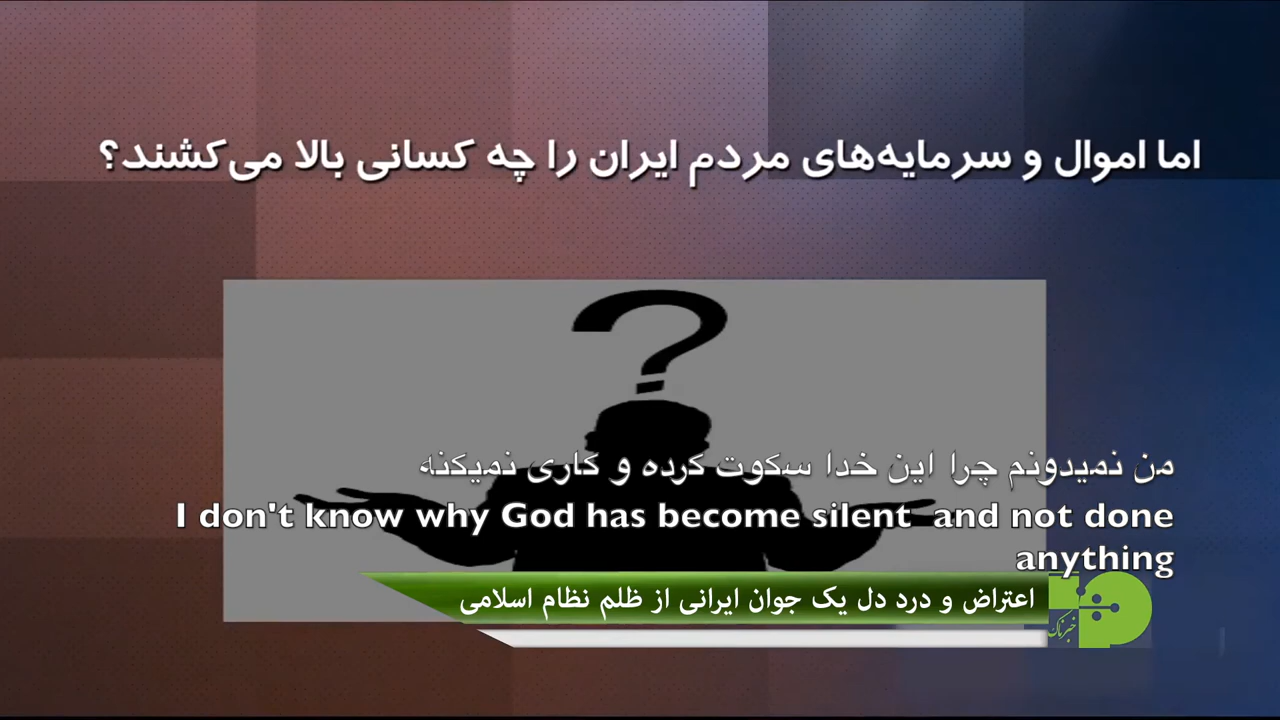 اما اموال و سرمایه‌های مردم ایران را چه کسانی بالا می‌کشند؟
?
من نمیدونم چرا این خدا سکوت کرده و کاری نمیکنه
I don't know why God has become silent  and not done
anything
اعتراض و درد دل یک جوان ایرانی از ظلم نظام اسلامی
خبرناک